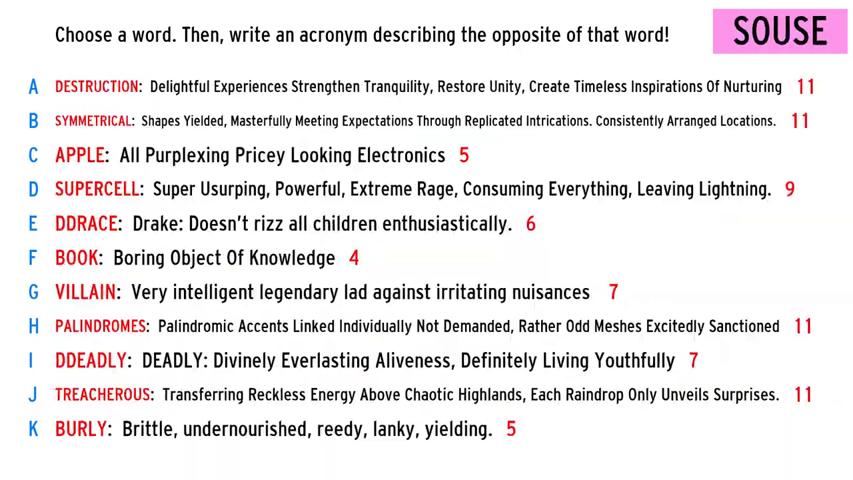 Choose a word. Then, write an acronym describing the opposite of that word!
SOUSE
A DESTRUCTION: Delightful Experiences Strengthen Tranquility, Restore Unity, Create Timeless Inspirations Of Nurturing 11
B SYMMETRICAL: Shapes Yielded, Masterfully Meeting Expectations Through Replicated Intrications. Consistently Arranged Locations. 11
C APPLE: All Purplexing Pricey Looking Electronics 5
D SUPERCELL: Super Usurping, Powerful, Extreme Rage, Consuming Everything, Leaving Lightning. 9
E DDRACE: Drake: Doesn't rizz all children enthusiastically. 6
F BOOK: Boring Object Of Knowledge 4
G VILLAIN: Very intelligent legendary lad against irritating nuisances 7
H PALINDROMES: Palindromic Accents Linked Individually Not Demanded, Rather Odd Meshes Excitedly Sanctioned 11
I DDEADLY: DEADLY: Divinely Everlasting Aliveness, Definitely Living Youthfully 7
J TREACHEROUS: Transferring Reckless Energy Above Chaotic Highlands, Each Raindrop Only Unveils Surprises. 11
K BURLY: Brittle, undernourished, reedy, lanky, yielding. 5